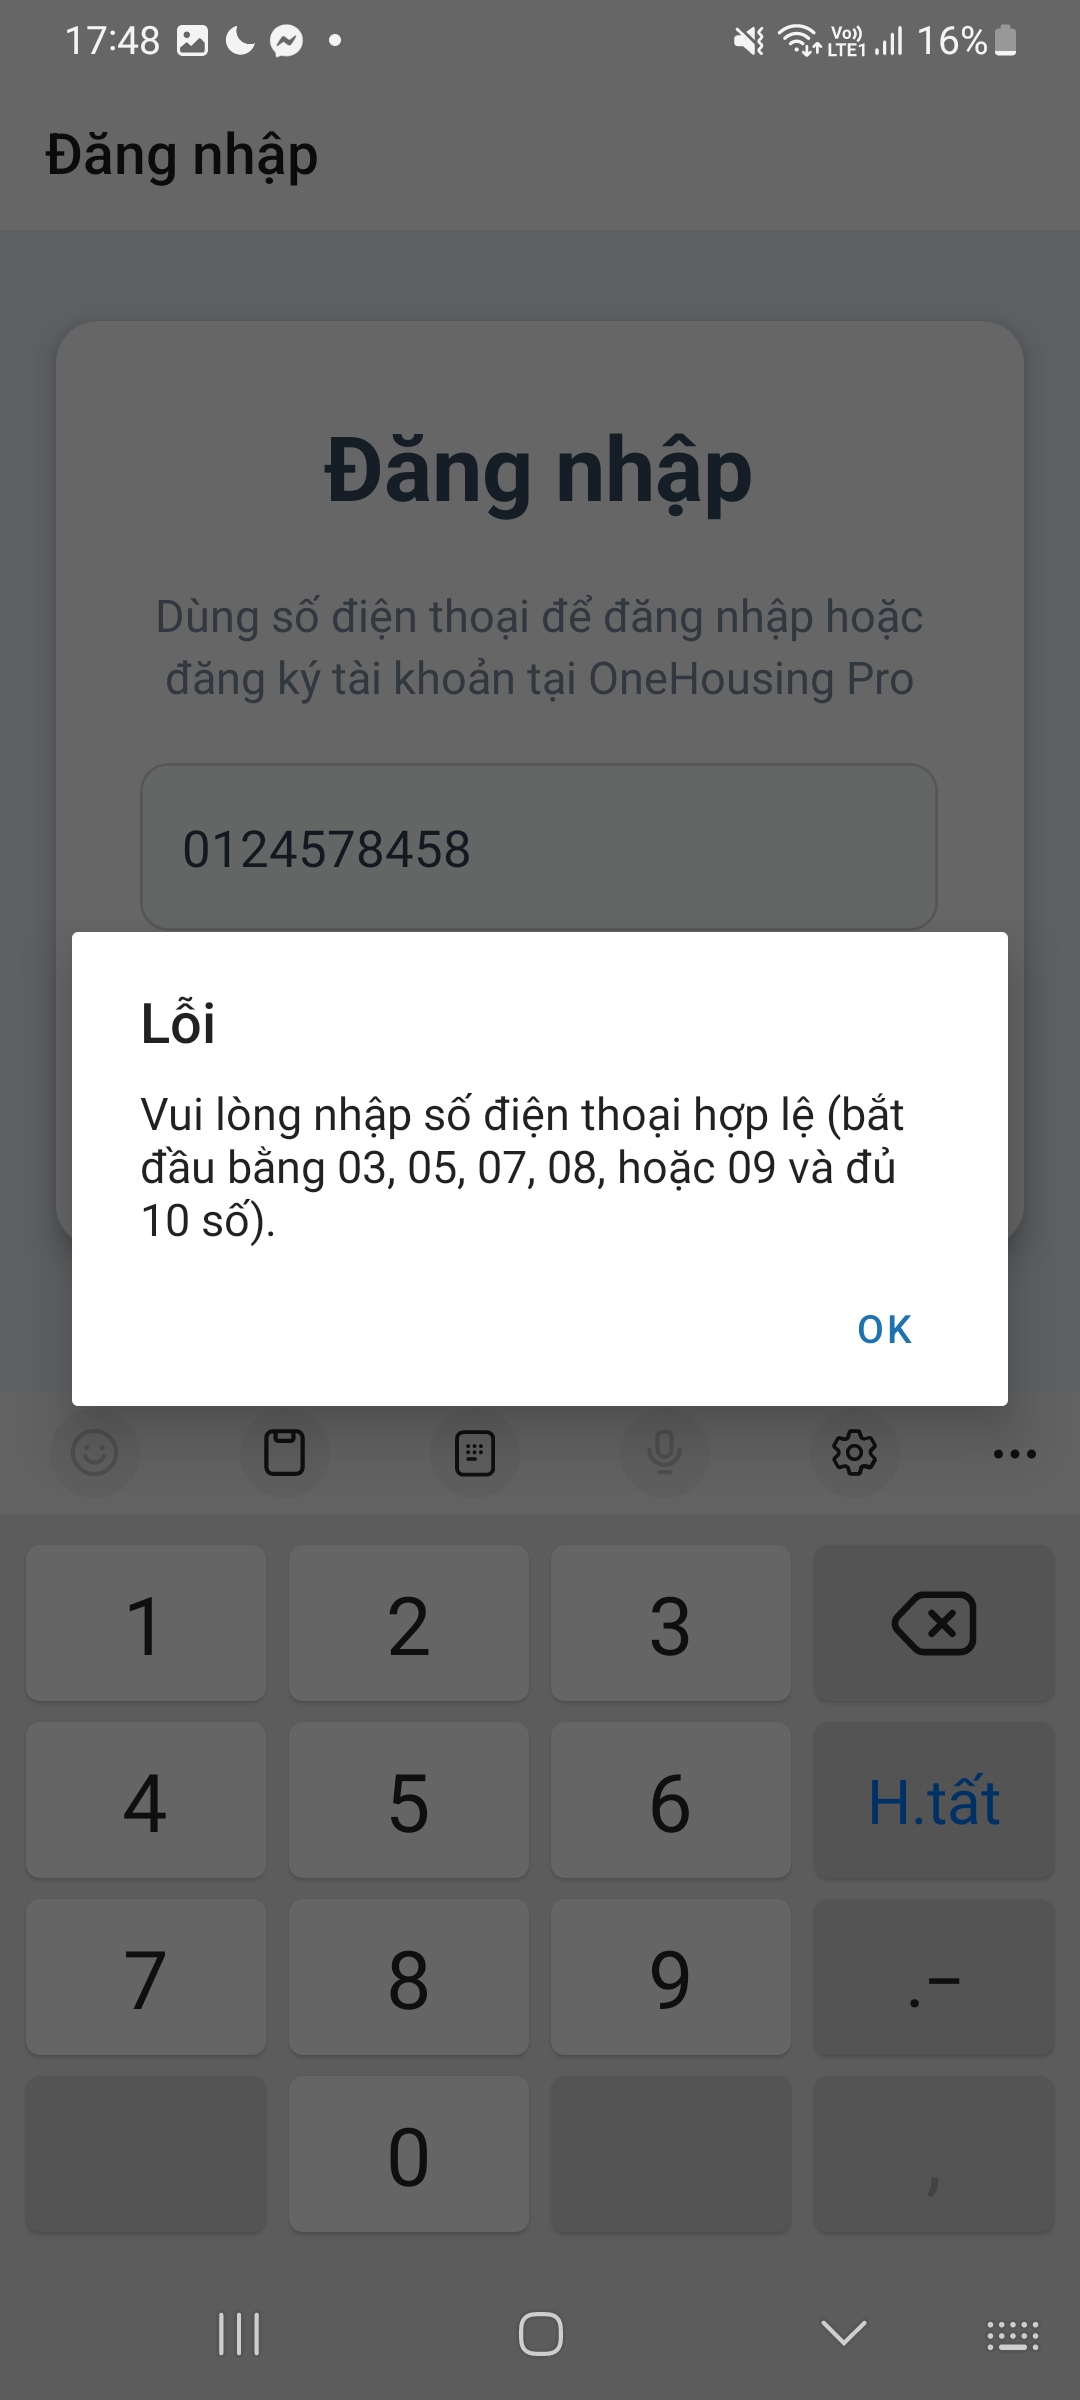 17:48
Vo)) LTE1
16%
Đăng nhập
Đăng nhập
Dùng số điện thoại để đăng nhập hoặc
đăng ký tài khoản tại OneHousing Pro
0124578458
Lỗi
Vui lòng nhập số điện thoại hợp lệ (bắt
đầu bằng 03, 05, 07, 08, hoặc 09 và đủ
10 số).
OK
1 2 3
4 5 6 H.tất
7 8 9 .–
0 ,